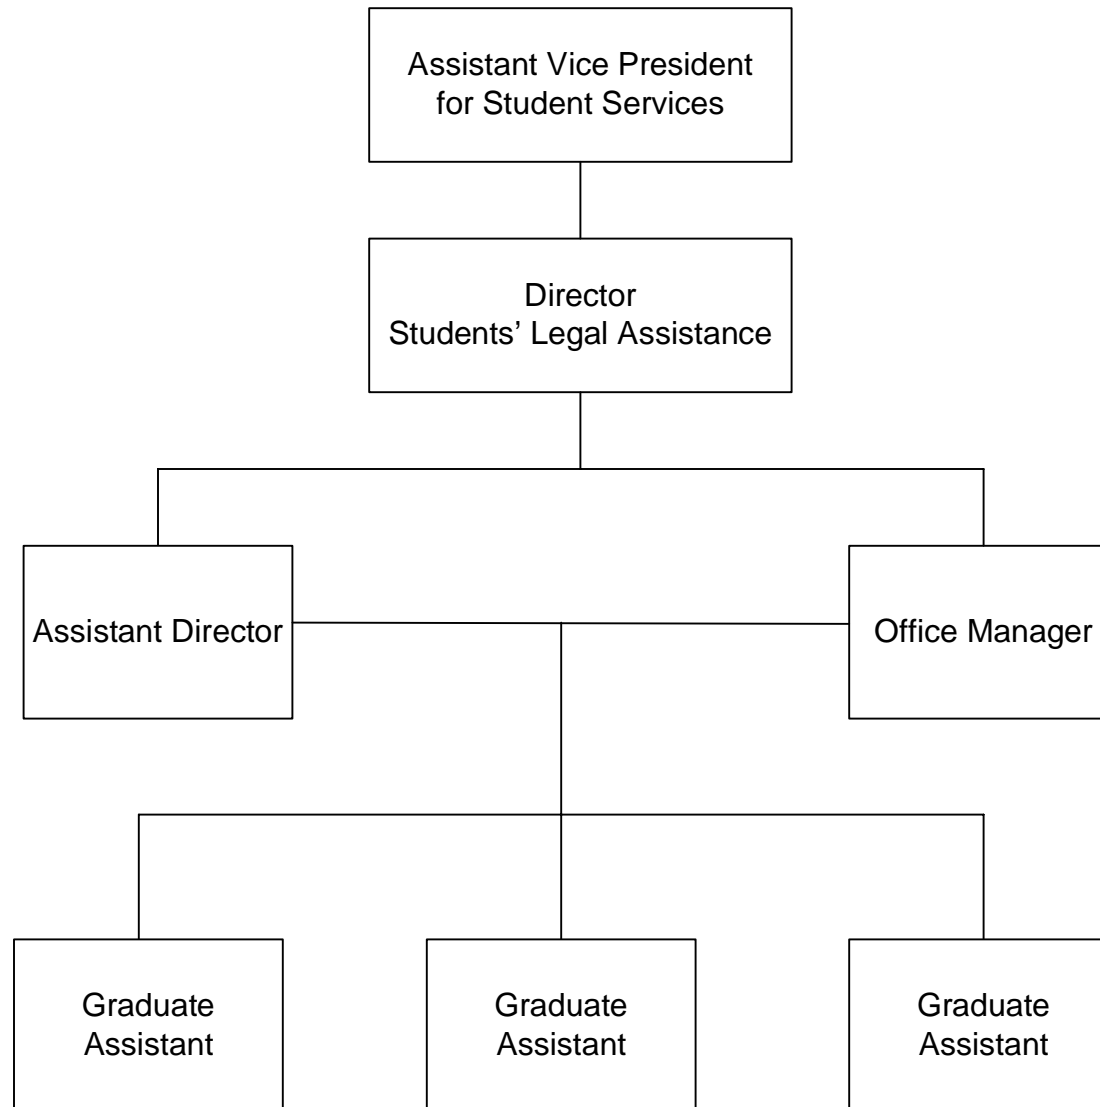 Assistant Vice President
for Student Services
Director
Students’ Legal Assistance
Assistant Director
Office Manager
Graduate
Assistant
Graduate
Assistant
Graduate
Assistant